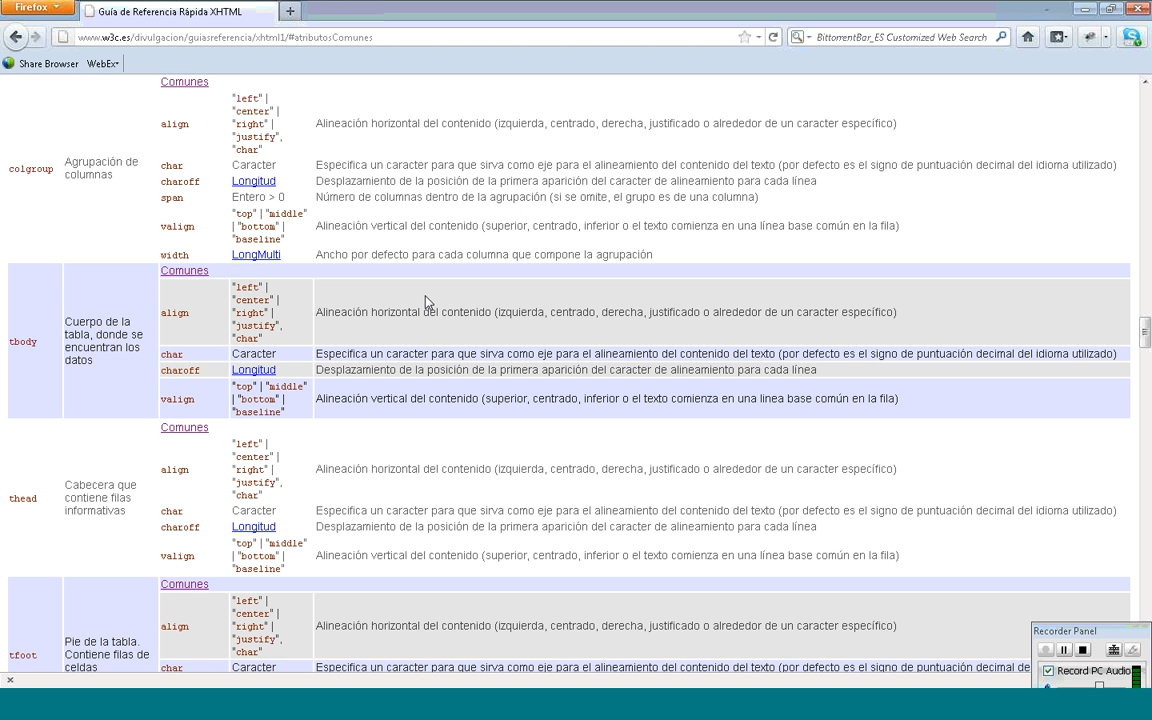 Firefox
Guía de Referencia Rápida XHTML
www.w3c.es/divulgacion/guiasreferencia/xhtml1/#atributosComunes
BittorrentBar_ES Customized Web Search
Share Browser WebEx
Comunes
colgroup
Agrupación de
columnas
align
"left" |
"center" |
"right" |
"justify",
"char"
Alineación horizontal del contenido (izquierda, centrado, derecha, justificado o alrededor de un caracter específico)
char Caracter Especifica un caracter para que sirva como eje para el alineamiento del contenido del texto (por defecto es el signo de puntuación decimal del idioma utilizado)
charoff Longitud Desplazamiento de la posición de la primera aparición del caracter de alineamiento para cada línea
span Entero > 0 Número de columnas dentro de la agrupación (si se omite, el grupo es de una columna)
valign
"top" | "middle"
| "bottom" |
"baseline"
Alineación vertical del contenido (superior, centrado, inferior o el texto comienza en una línea base común en la fila)
width LongMulti Ancho por defecto para cada columna que compone la agrupación
Comunes
tbody
Cuerpo de la
tabla, donde se
encuentran los
datos
align
"left" |
"center" |
"right" |
"justify",
"char"
Alineación horizontal del contenido (izquierda, centrado, derecha, justificado o alrededor de un caracter específico)
char Caracter Especifica un caracter para que sirva como eje para el alineamiento del contenido del texto (por defecto es el signo de puntuación decimal del idioma utilizado)
charoff Longitud Desplazamiento de la posición de la primera aparición del caracter de alineamiento para cada línea
valign
"top" | "middle"
| "bottom" |
"baseline"
Alineación vertical del contenido (superior, centrado, inferior o el texto comienza en una linea base común en la fila)
Comunes
thead
Cabecera que
contiene filas
informativas
align
"left" |
"center" |
"right" |
"justify",
"char"
Alineación horizontal del contenido (izquierda, centrado, derecha, justificado o alrededor de un caracter específico)
char Caracter Especifica un caracter para que sirva como eje para el alineamiento del contenido del texto (por defecto es el signo de puntuación decimal del idioma utilizado)
charoff Longitud Desplazamiento de la posición de la primera aparición del caracter de alineamiento para cada línea
valign
"top" | "middle"
| "bottom" |
"baseline"
Alineación vertical del contenido (superior, centrado, inferior o el texto comienza en una línea base común en la fila)
Comunes
tfoot
Pie de la tabla.
Contiene filas de
celdas
align
"left" |
"center" |
"right" |
"justify",
"char"
Alineación horizontal del contenido (izquierda, centrado, derecha, justificado o alrededor de un caracter específico)
char Caracter Especifica un caracter para que sirva como eje para el alineamiento del contenido del texto (por defecto es el signo de puntuación decimal de
Recorder Panel
Record PC Audio